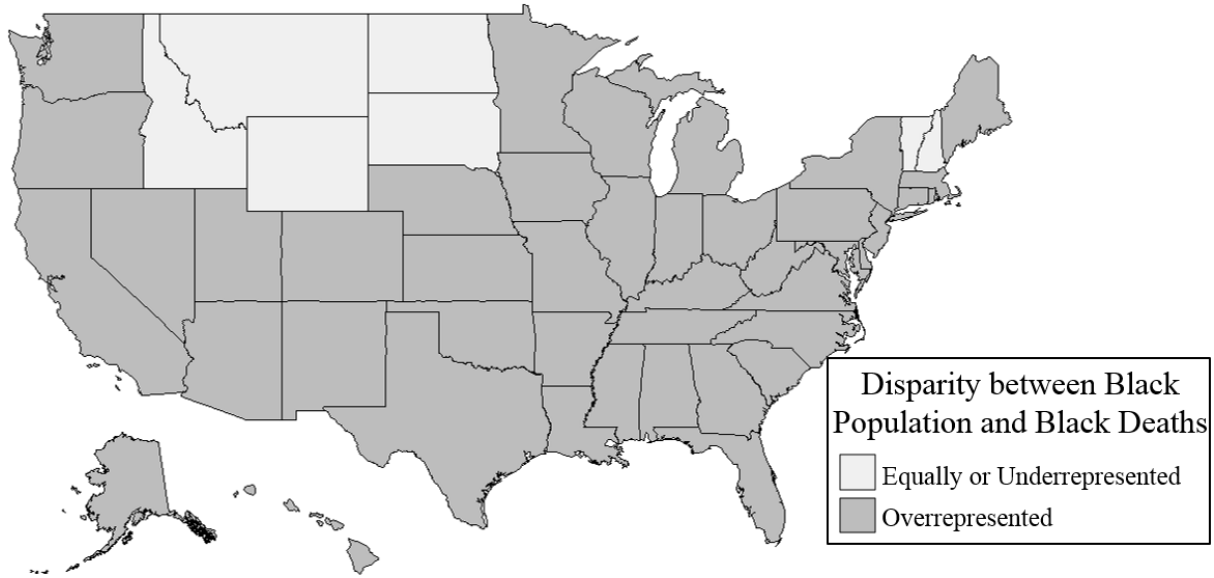 Disparity between Black
Population and Black Deaths
Equally or Underrepresented
Overrepresented